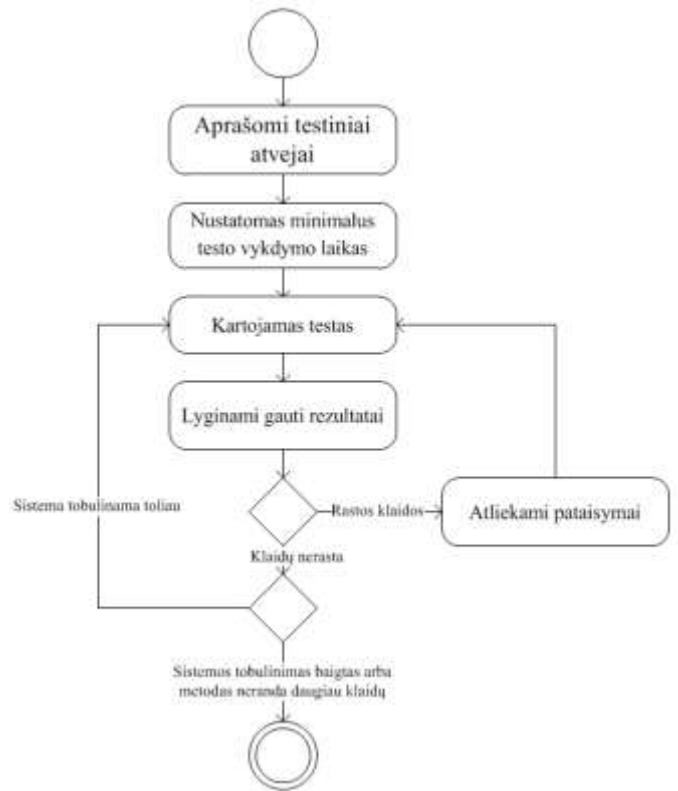 Aprašomi testiniai
atvejai
Nustatomas minimalus
testo vykdymo laikas
Kartojamas testas
Lyginami gauti rezultatai
Sistema tobulinama toliau
Rastos klaidos
Atliekami pataisymai
Klaidų nerasta
Sistemos tobulinimas baigtas arba
metodas neranda daugiau klaidų